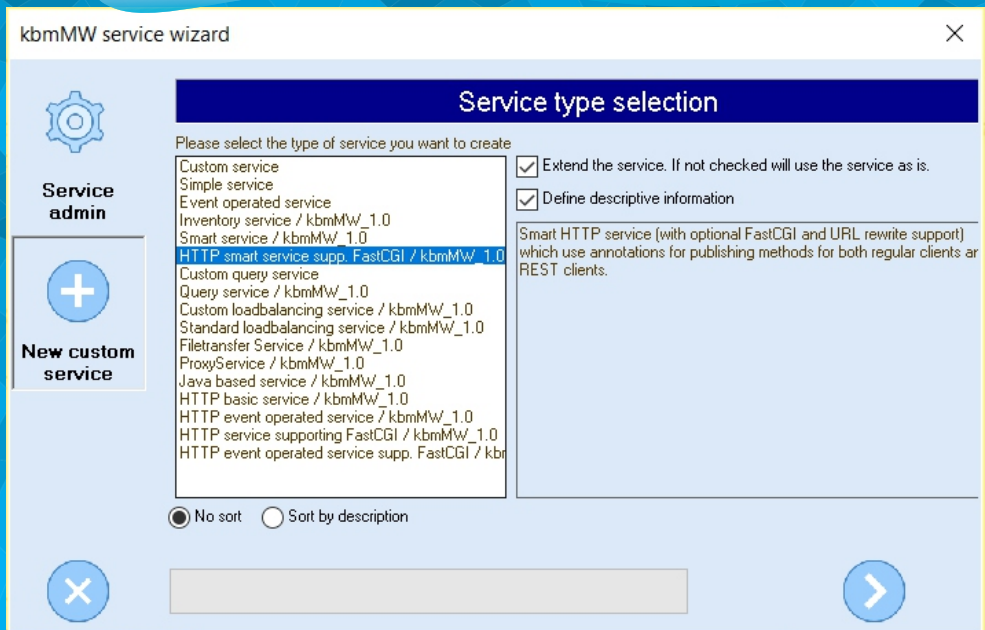 kbmMW service wizard
Service type selection
Service
admin
New custom
service
Please select the type of service you want to create
Custom service
Simple service
Event operated service
Inventory service / kbmMW_1.0
Smart service / kbmMW_1.0
HTTP smart service supp. FastCGI / kbmMW_1.0
Custom query service
Query service / kbmMW_1.0
Custom loadbalancing service / kbmMW_1.0
Standard loadbalancing service / kbmMW_1.0
Filetransfer Service / kbmMW_1.0
ProxyService / kbmMW_1.0
Java based service / kbmMW_1.0
HTTP basic service / kbmMW_1.0
HTTP event operated service / kbmMW_1.0
HTTP service supporting FastCGI / kbmMW_1.0
HTTP event operated service supp. FastCGI /
Extend the service. If not checked will use the service as is.
Define descriptive information
Smart HTTP service (with optional FastCGI and URL rewrite support)
which use annotations for publishing methods for both regular clients
REST clients.
No sort
Sort by description